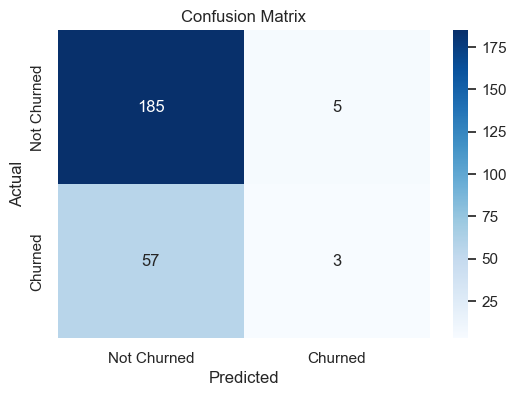 Confusion Matrix
Actual
Not Churned
185
5
Churned
57
3
Not Churned
Churned
Predicted
175
150
125
100
75
50
25